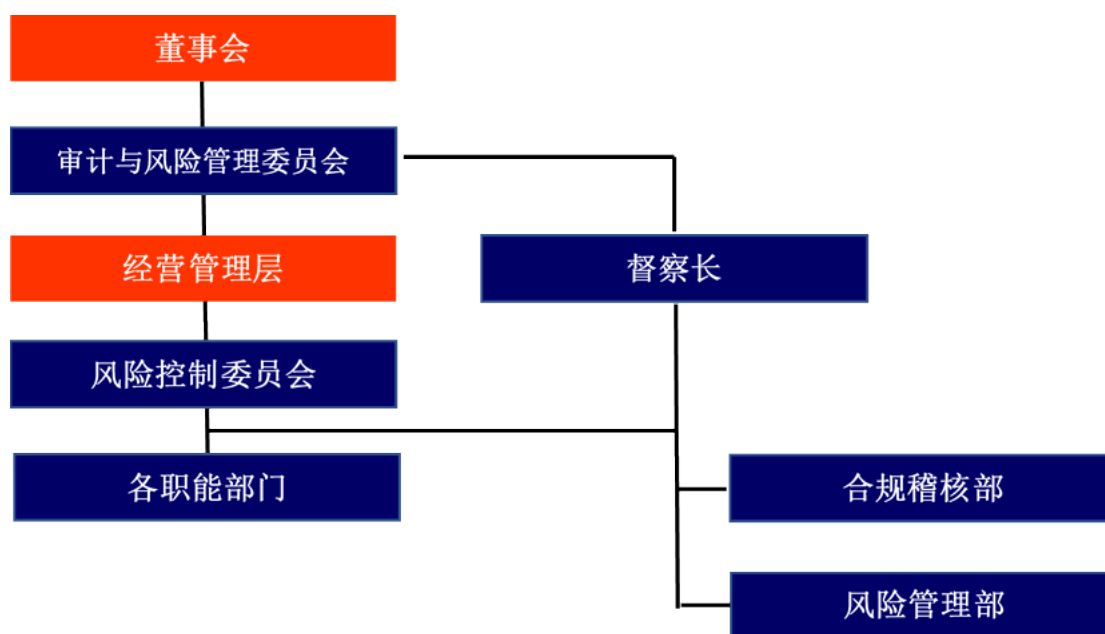 董事会
审计与风险管理委员会
经营管理层
督察长
风险控制委员会
各职能部门
合规稽核部
风险管理部